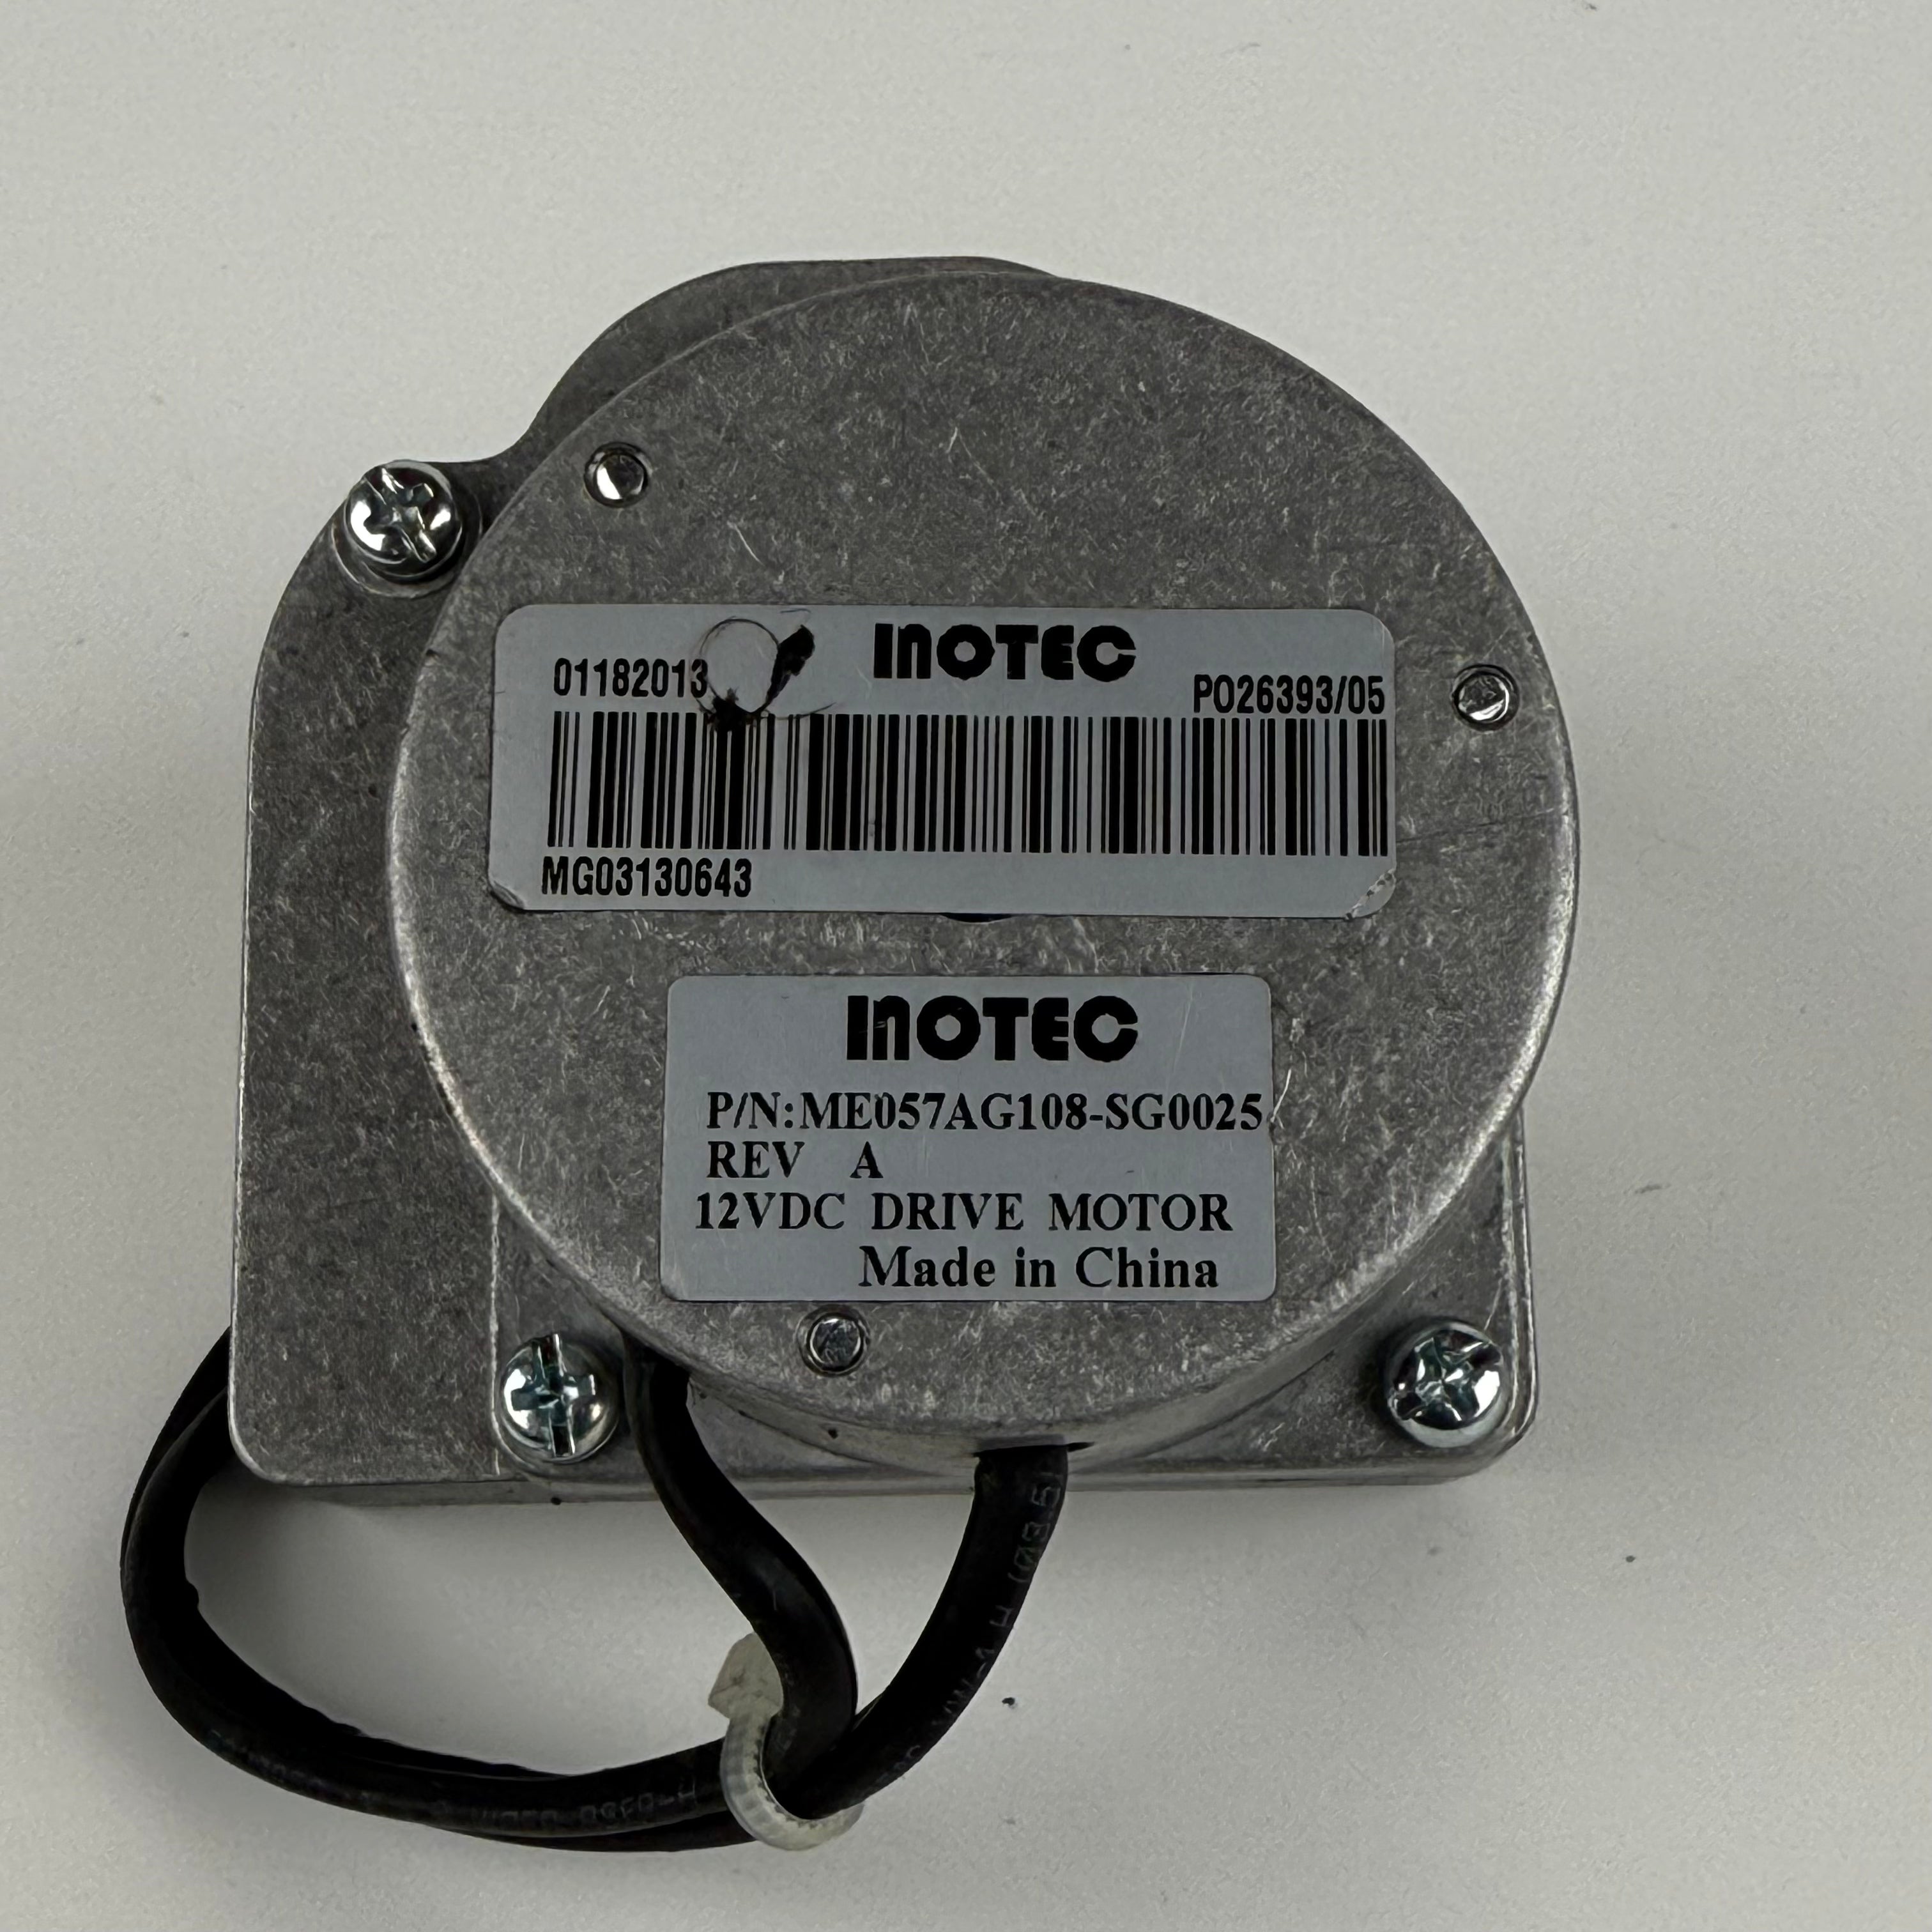 INOTEC
01182013
PO26393/05
MG03130643
INOTEC
P/N:ME057AG108-SG0025
REV A
12VDC DRIVE MOTOR
Made in China